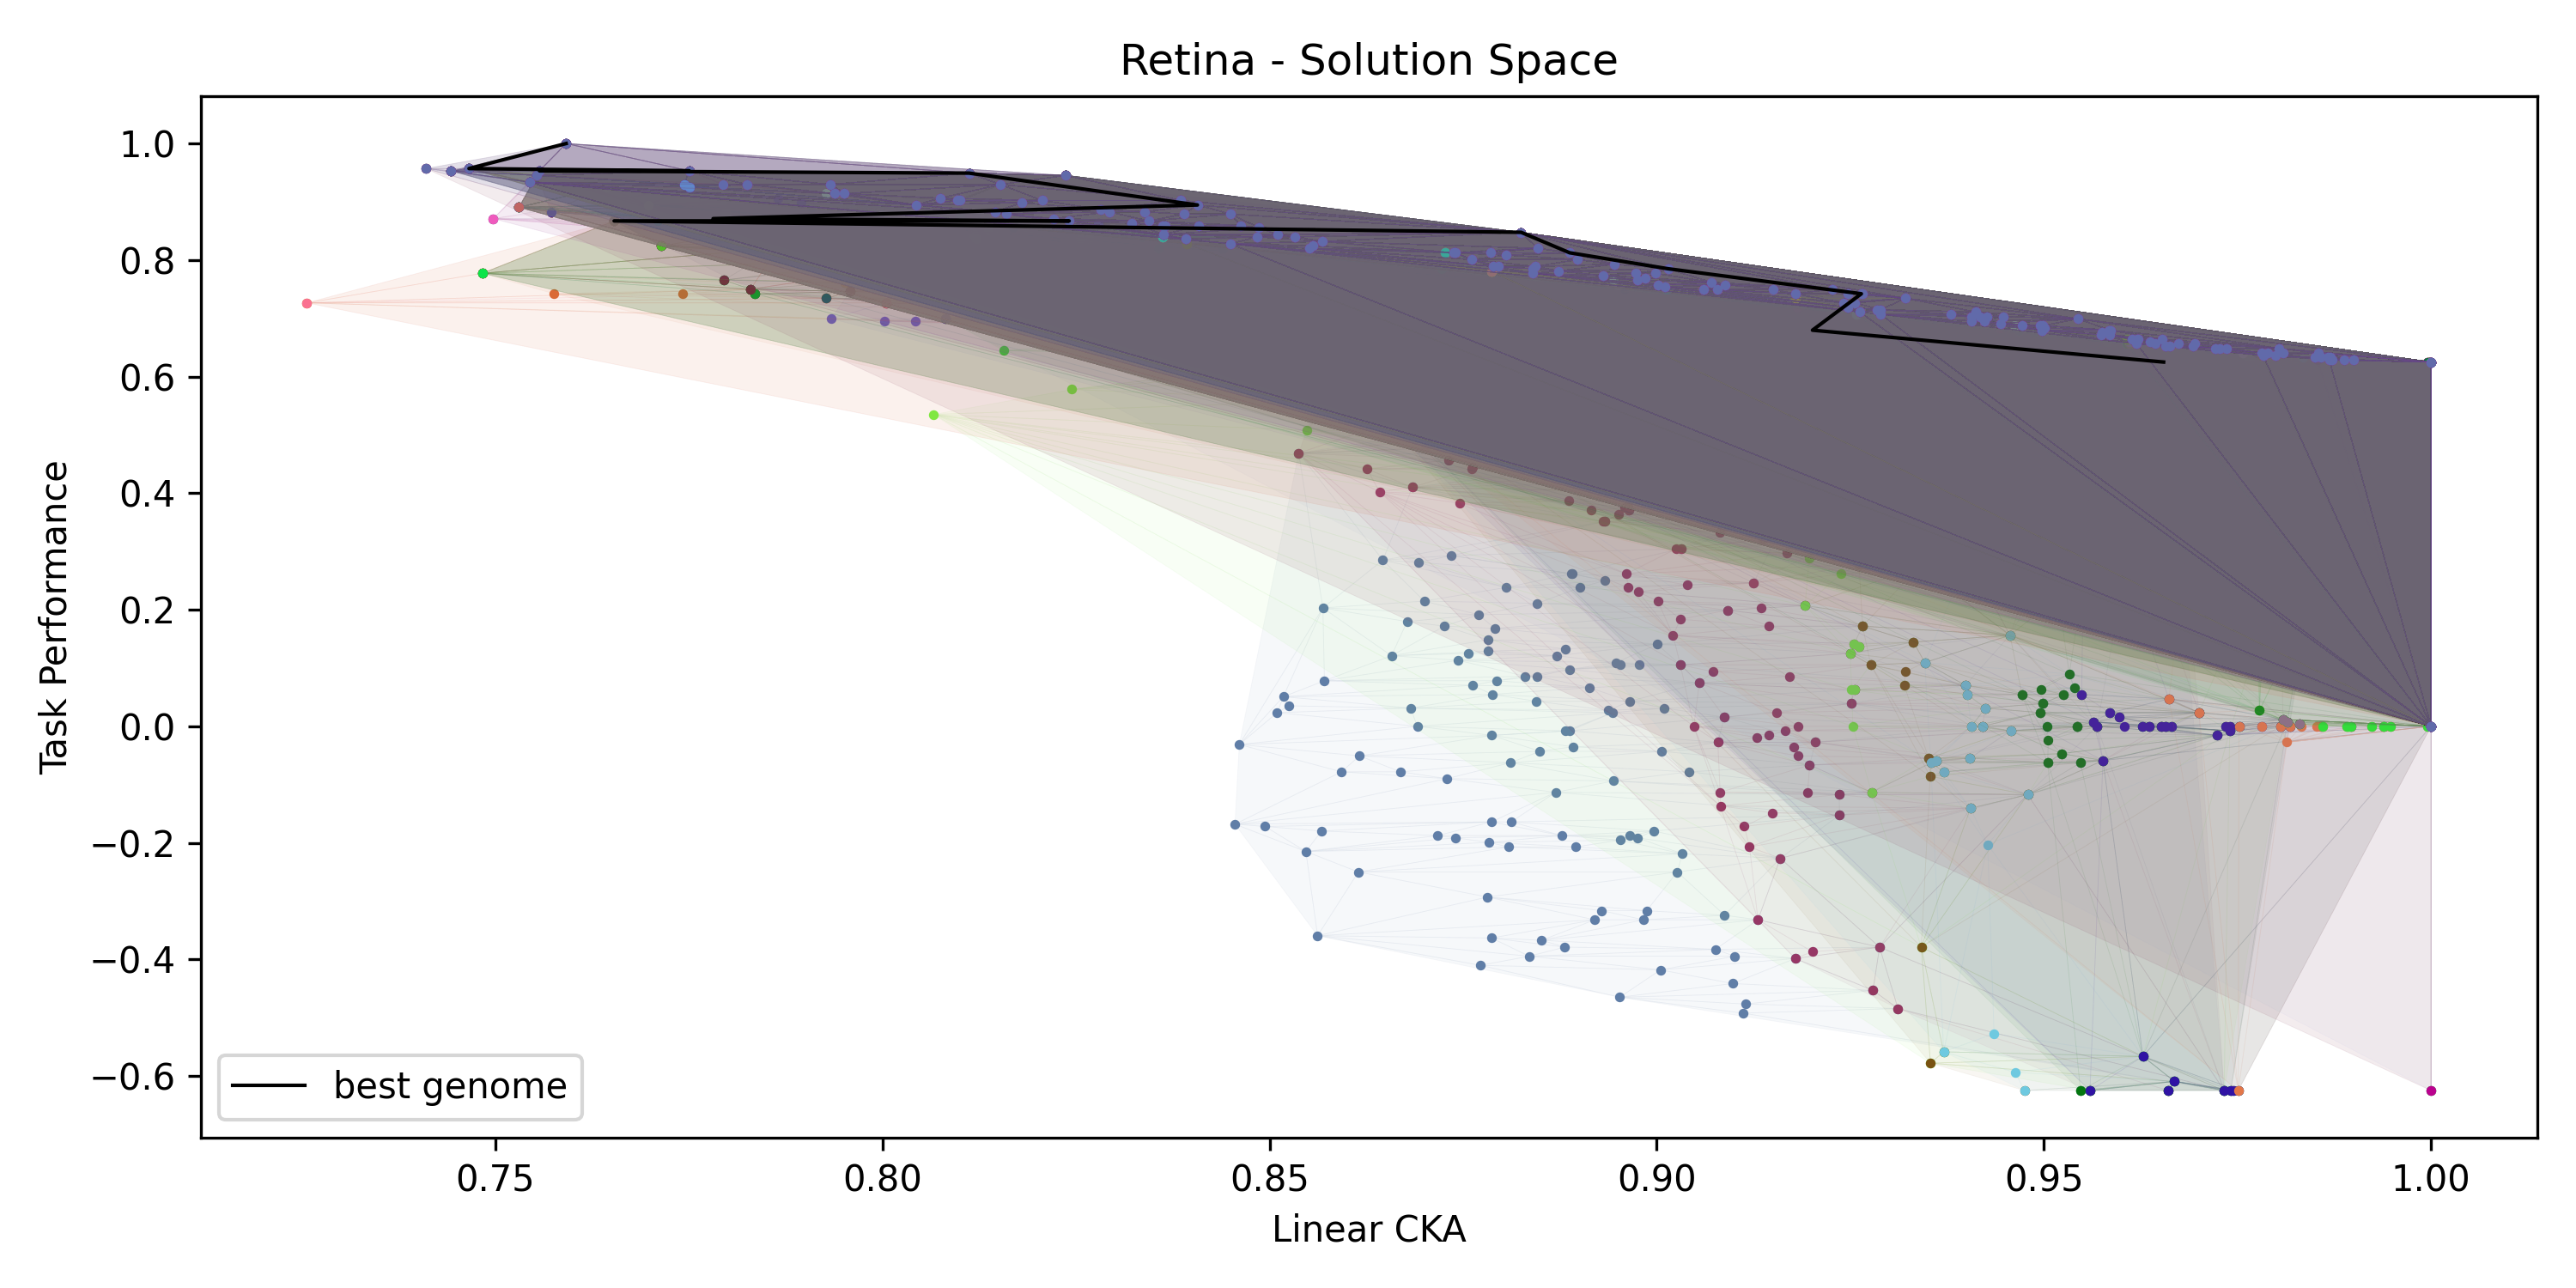 Retina - Solution Space
Task Performance
1.0
0.8
0.6
0.4
0.2
0.0
−0.2
−0.4
−0.6
best genome
0.75 0.80 0.85 0.90 0.95 1.00
Linear CKA